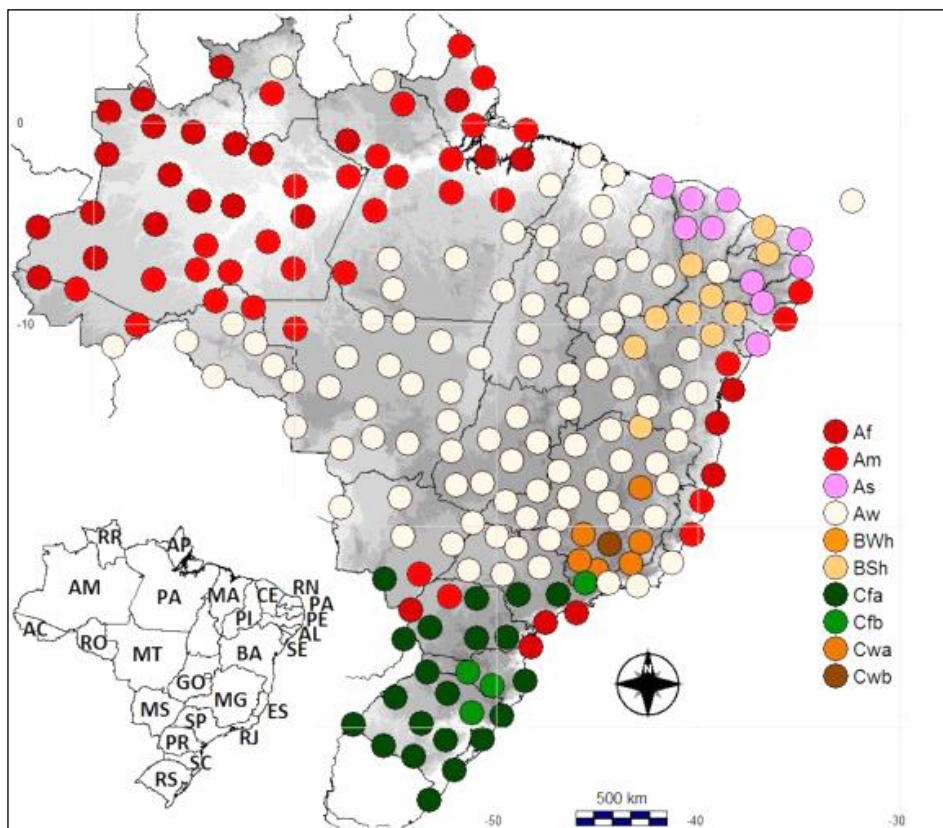 0
-10
N
500 km
-50
-40
-30
Af
Am
As
Aw
BWh
BSh
Cfa
Cfb
Cwa
Cwb
RR
AP
AM
PA
MA
CE
RN
PA
PI
PE
AC
AL
RO
SE
MT
BA
GO
MG
MS
ES
SP
PR
RJ
SC
RS